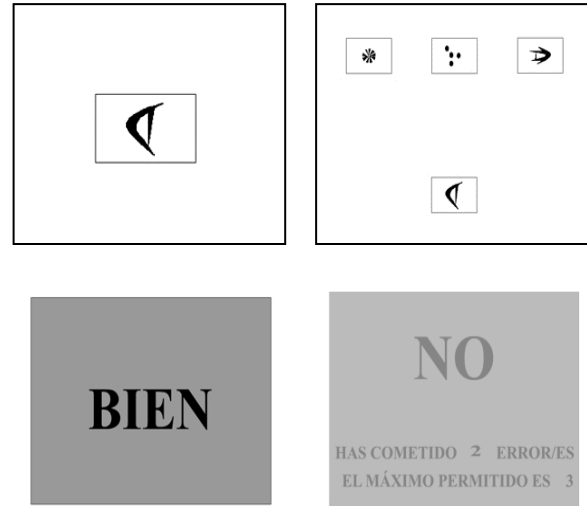 BIEN
NO
HAS COMETIDO 2 ERROR/ES
EL MÁXIMO PERMITIDO ES 3